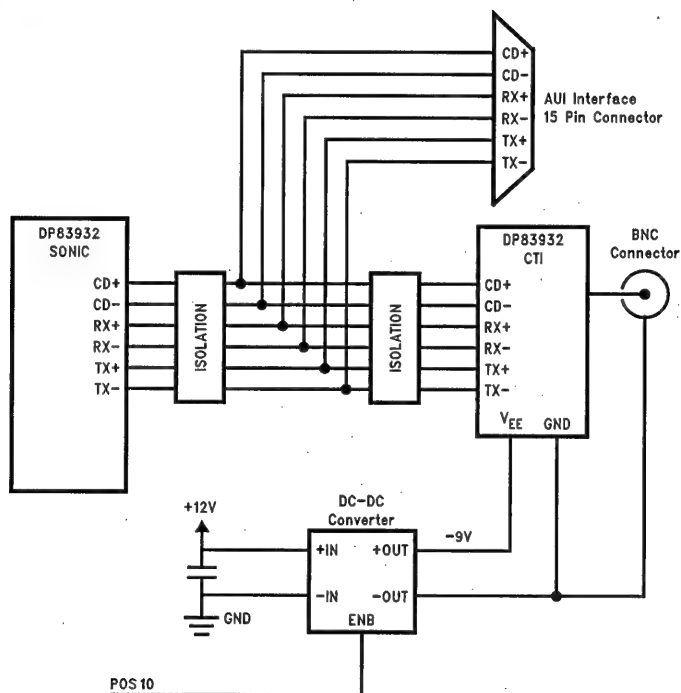 CD+
CD-
RX+
RX-
TX+
TX-
AUI Interface
15 Pin Connector
DP83932
SONIC
CD+
CD-
RX+
RX-
TX+
TX-
ISOLATION
ISOLATION
DP83932
CTI
CD+
CD-
RX+
RX-
TX+
TX-
VEE GND
BNC
Connector
+12V
GND
DC-DC
Converter
+IN +OUT
-IN -OUT
ENB
-9V
POS10